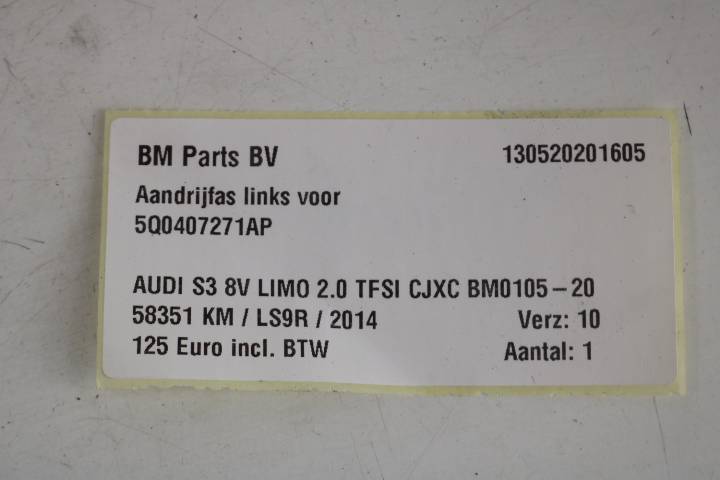 BM Parts BV 130520201605
Aandrijfas links voor
5Q0407271AP
AUDI S3 8V LIMO 2.0 TFSI CJXC BM0105-20
58351 KM / LS9R / 2014 Verz: 10
125 Euro incl. BTW Aantal: 1